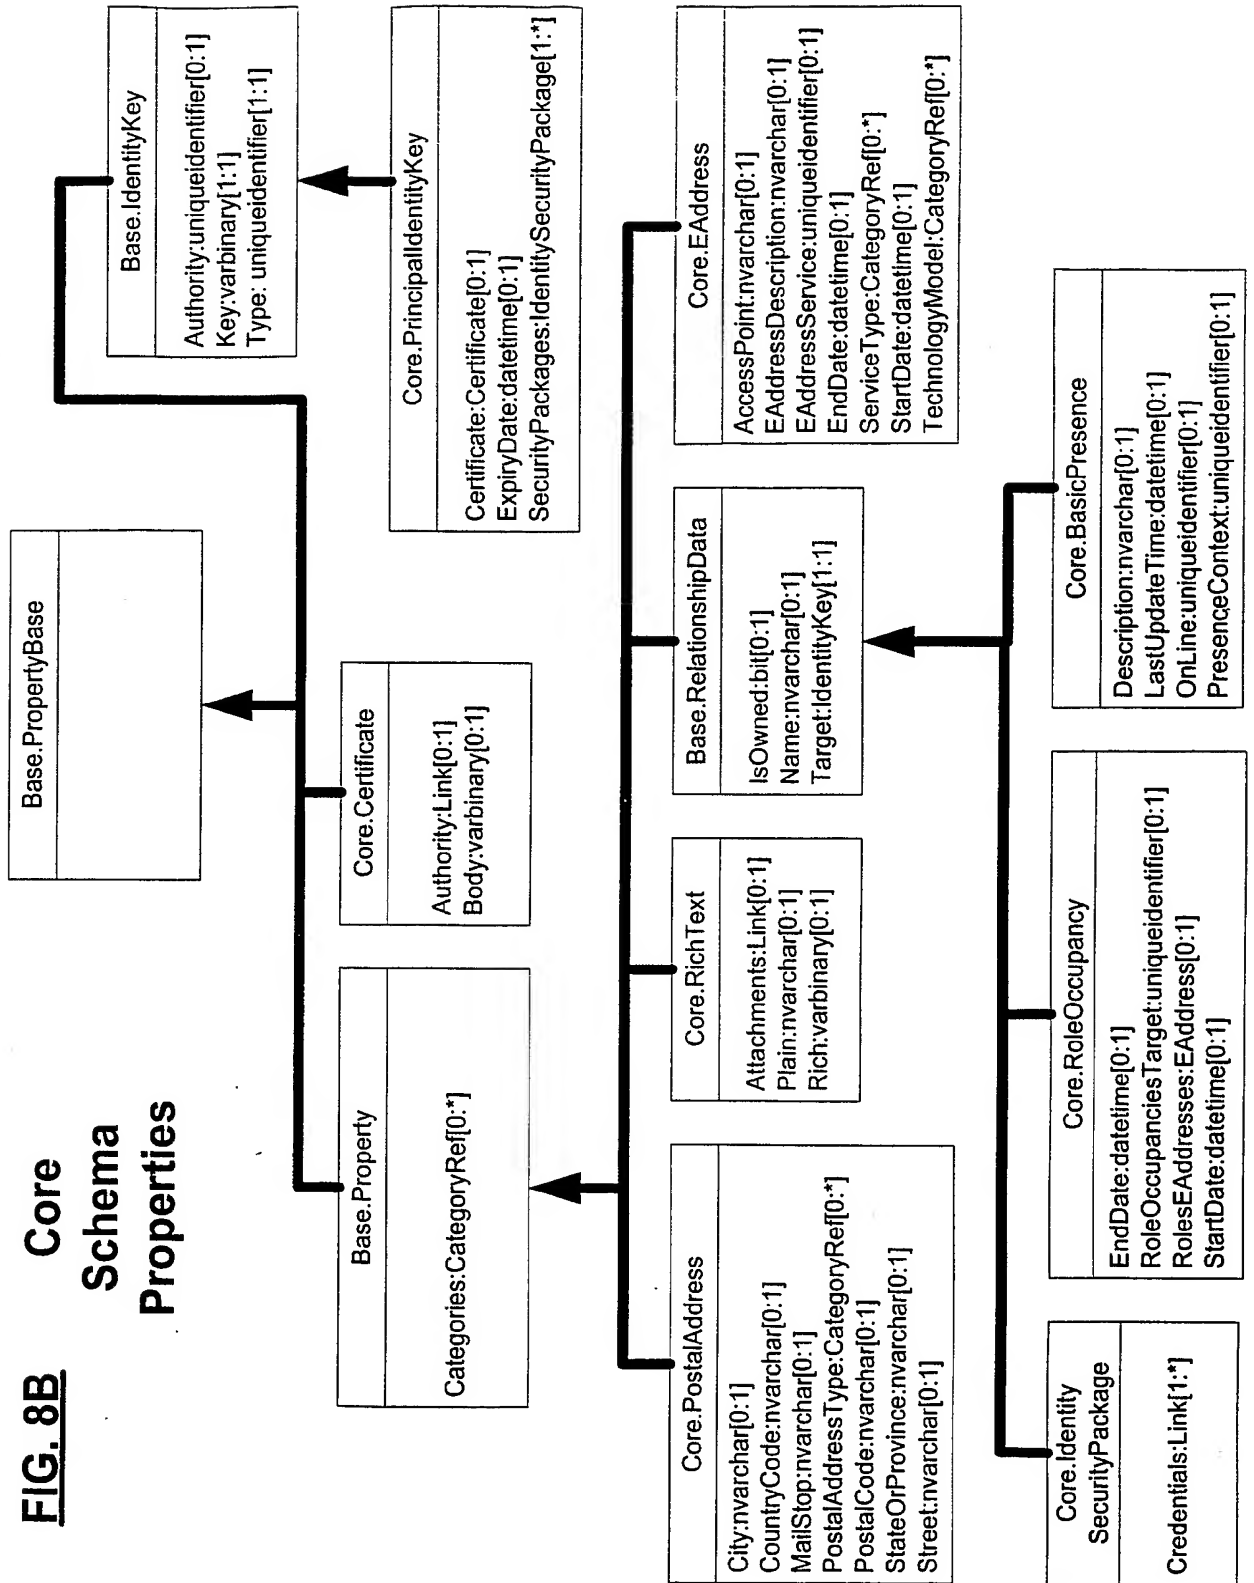 FIG. 8B
Core
Schema
Properties
Base.PropertyBase
Base.Property
Categories:CategoryRef[0:*]
Core.Certificate
Authority:Link[0:1]
Body:varbinary[0:1]
Base.IdentityKey
Authority:uniqueidentifier[0:1]
Key:varbinary[1:1]
Type: uniqueidentifier[1:1]
Core.PrincipalIdentityKey
Certificate:Certificate[0:1]
ExpiryDate:datetime[0:1]
SecurityPackages:IdentitySecurityPackage[1:*]
Core.PostalAddress
City:nvarchar[0:1]
CountryCode:nvarchar[0:1]
MailStop:nvarchar[0:1]
PostalAddressType:CategoryRef[0:*]
PostalCode:nvarchar[0:1]
StateOrProvince:nvarchar[0:1]
Street:nvarchar[0:1]
Core.RichText
Attachments:Link[0:1]
Plain:nvarchar[0:1]
Rich:varbinary[0:1]
Base.RelationshipData
IsOwned:bit[0:1]
Name:nvarchar[0:1]
Target:IdentityKey[1:1]
Core.EAddress
AccessPoint:nvarchar[0:1]
EAddressDescription:nvarchar[0:1]
EAddressService:uniqueidentifier[0:1]
EndDate:datetime[0:1]
ServiceType:CategoryRef[0:*]
StartDate:datetime[0:1]
TechnologyModel:CategoryRef[0:*]
Core.Identity
SecurityPackage
Credentials:Link[1:*]
Core.RoleOccupancy
EndDate:datetime[0:1]
RoleOccupanciesTarget:uniqueidentifier[0:1]
RolesEAddresses:EAddress[0:1]
StartDate:datetime[0:1]
Core.BasicPresence
Description:nvarchar[0:1]
LastUpdateTime:datetime[0:1]
OnLine:uniqueidentifier[0:1]
PresenceContext:uniqueidentifier[0:1]